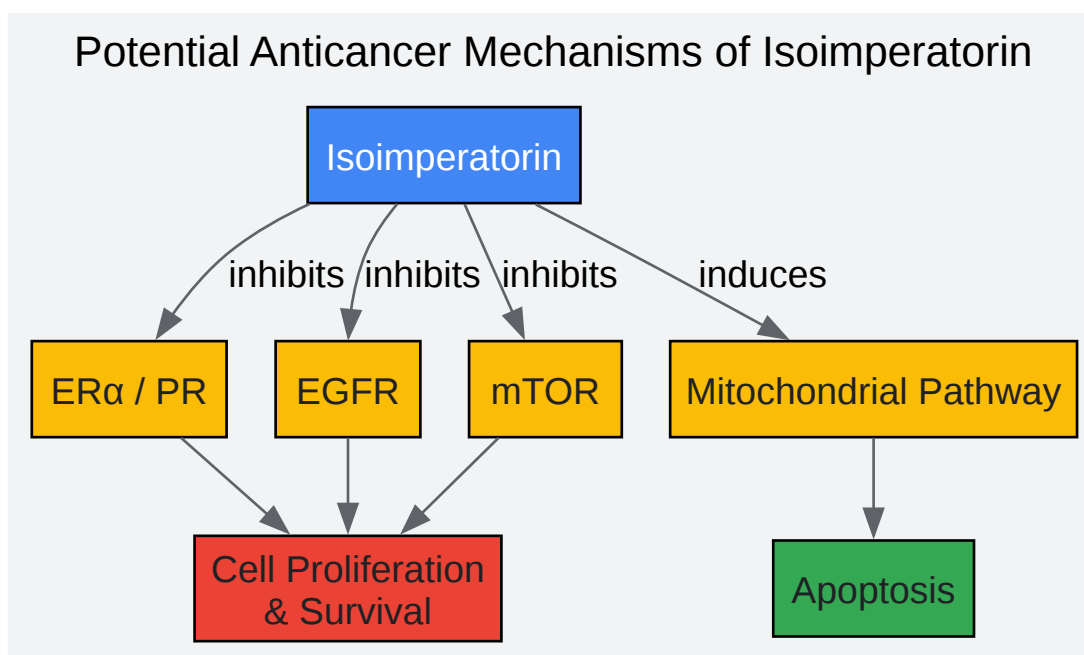 Potential Anticancer Mechanisms of Isoimperatorin
Isoimperatorin
inhibits
inhibits
inhibits
induces
ERα / PR
EGFR
mTOR
Mitochondrial Pathway
Cell Proliferation
& Survival
Apoptosis